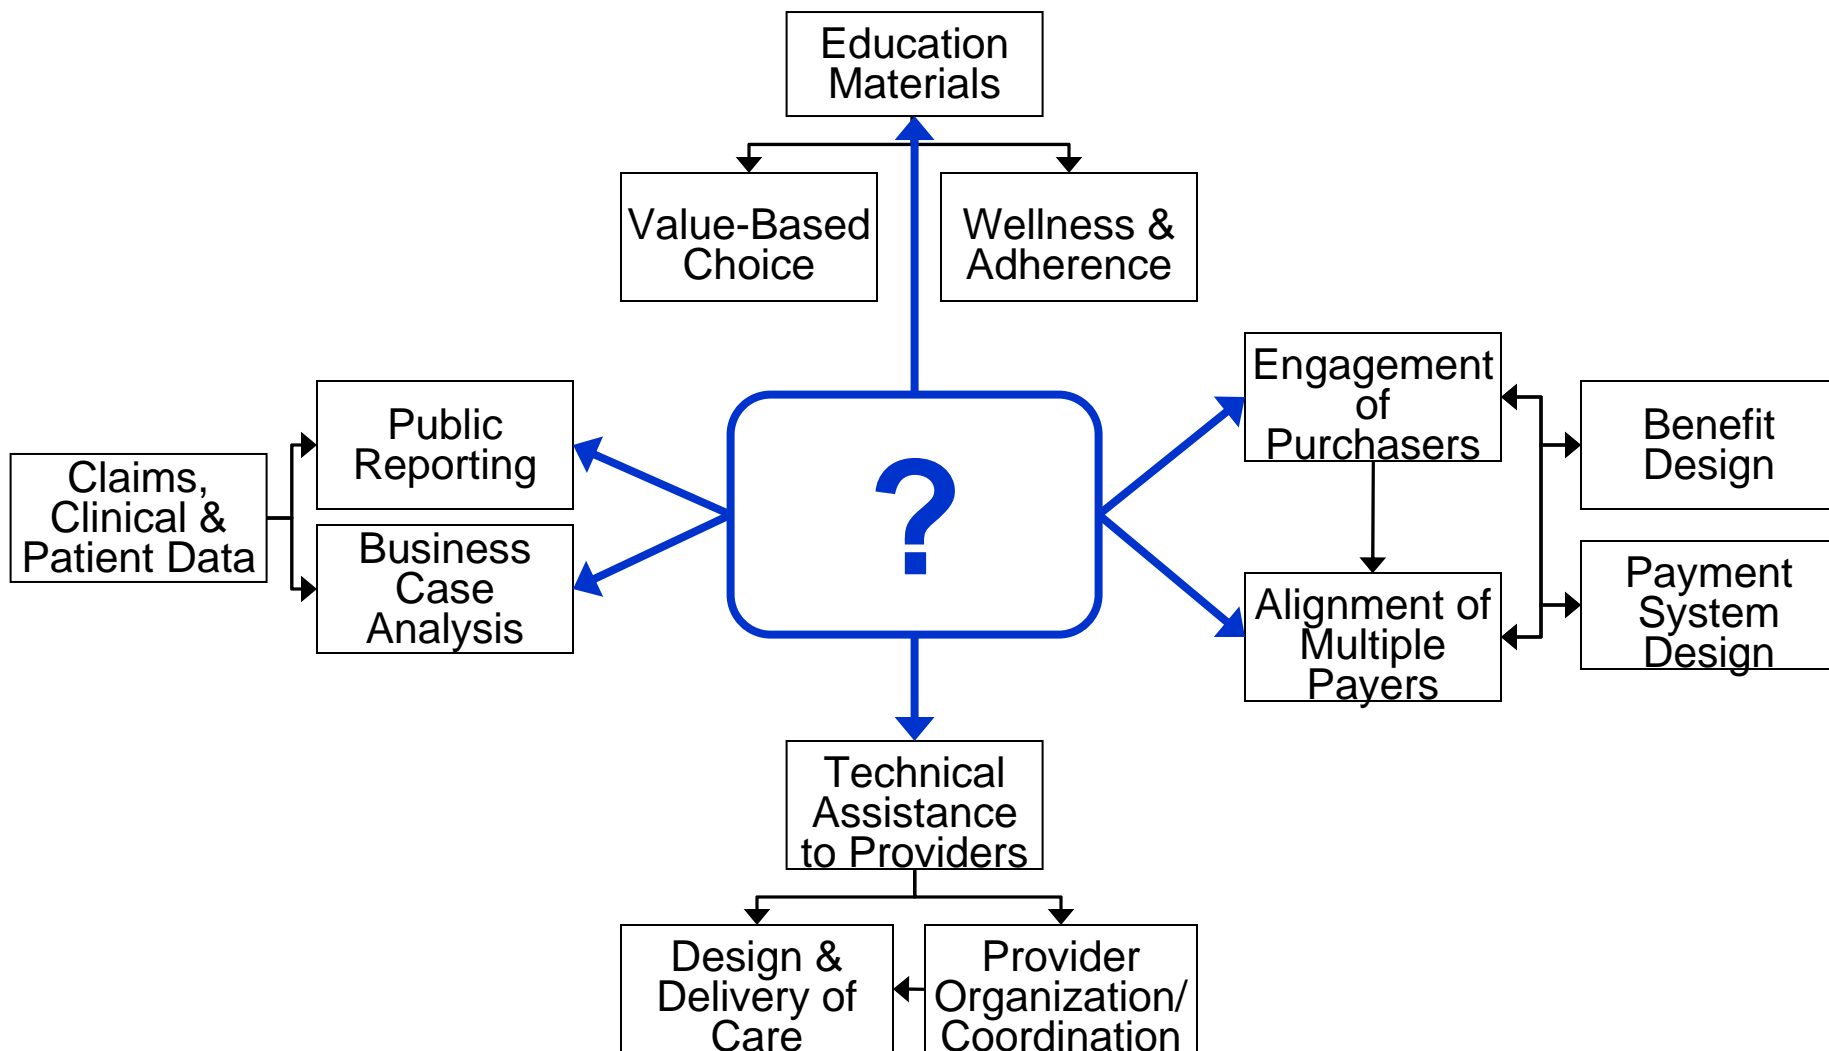 Education
Materials
Value-Based
Choice
Wellness &
Adherence
Engagement
of
Purchasers
Benefit
Design
Public
Reporting
Claims,
Clinical &
Patient Data
Business
Case
Analysis
?
Alignment of
Multiple
Payers
Payment
System
Design
Technical
Assistance
to Providers
Design &
Delivery of
Care
Provider
Organization/
Coordination